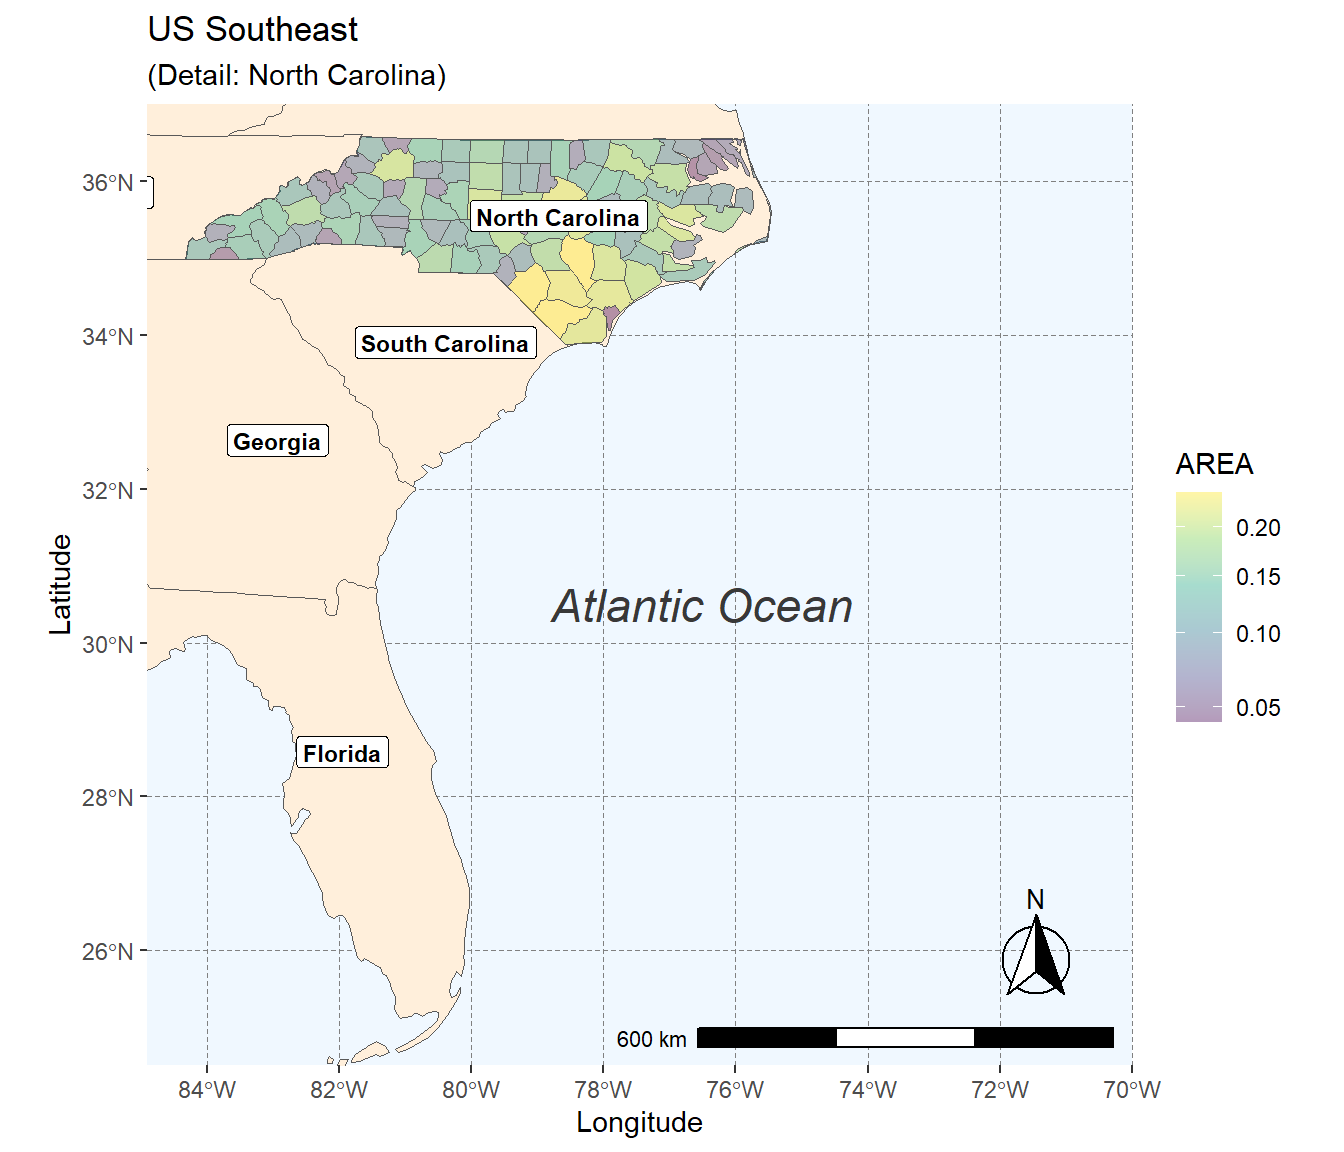 US Southeast
(Detail: North Carolina)
36°N
34°N
32°N
30°N
28°N
26°N
Latitude
North Carolina
South Carolina
Georgia
Florida
Atlantic Ocean
N
600 km
84°W
82°W
80°W
78°W
76°W
74°W
72°W
70°W
Longitude
AREA
0.20
0.15
0.10
0.05